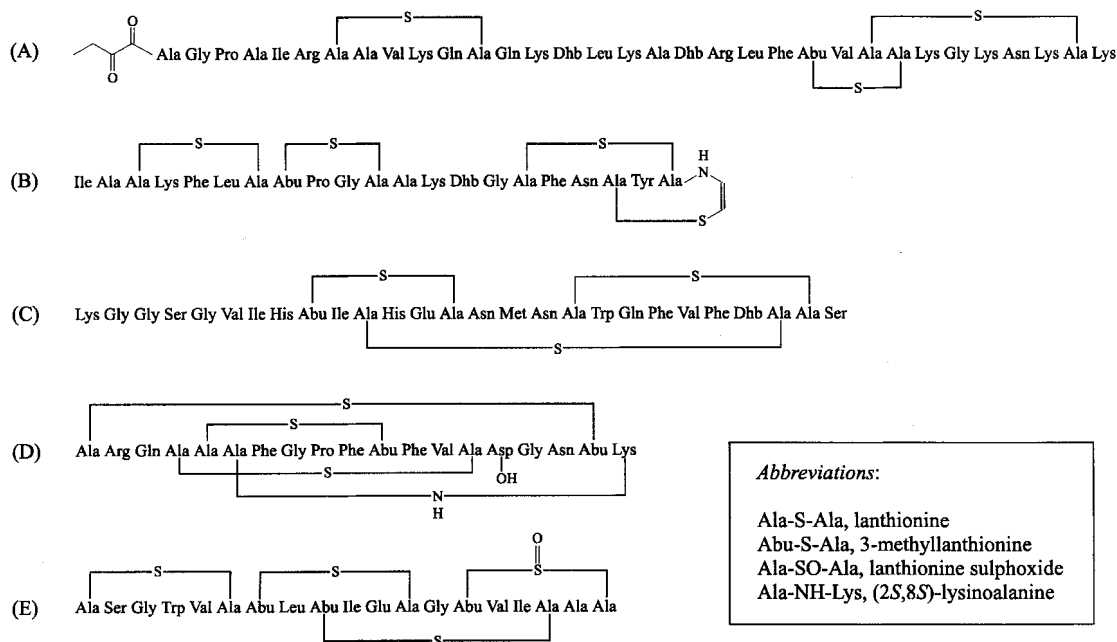 S S
O
(A) Ala Gly Pro Ala Ile Arg Ala Ala Val Lys Gln Ala Gln Lys Dhb Leu Lys Ala Dhb Arg Leu Phe Abu Val Ala Ala Lys Gly Lys Asn Lys Ala Lys
O
S
S S S H
(B) Ile Ala Ala Lys Phe Leu Ala Abu Pro Gly Ala Ala Lys Dhb Gly Ala Phe Asn Ala Tyr Ala N
S
S S
(C) Lys Gly Gly Ser Gly Val Ile His Abu Ile Ala His Glu Ala Asn Met Asn Ala Trp Gln Phe Val Phe Dhb Ala Ala Ser
S
S
S
(D) Ala Arg Gln Ala Ala Ala Phe Gly Pro Phe Abu Phe Val Ala Asp Gly Asn Abu Lys
S OH
N
H
O
S S S
(E) Ala Ser Gly Trp Val Ala Abu Leu Abu Ile Glu Ala Gly Abu Val Ile Ala Ala Ala
S
Abbreviations:
Ala-S-Ala, lanthionine
Abu-S-Ala, 3-methyllanthionine
Ala-SO-Ala, lanthionine sulphoxide
Ala-NH-Lys, (2S,8S)-lysinoalanine